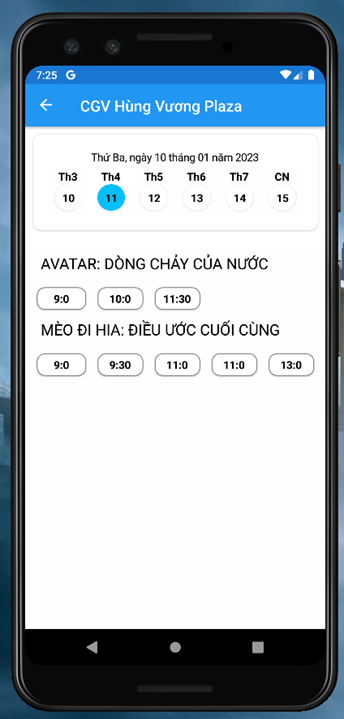 7:25 G
CGV Hùng Vương Plaza
Thứ Ba, ngày 10 tháng 01 năm 2023
Th3 Th4 Th5 Th6 Th7 CN
10 11 12 13 14 15
AVATAR: DÒNG CHẢY CỦA NƯỚC
9:0 10:0 11:30
MÈO ĐI HIA: ĐIỀU ƯỚC CUỐI CÙNG
9:0 9:30 11:0 11:0 13:0